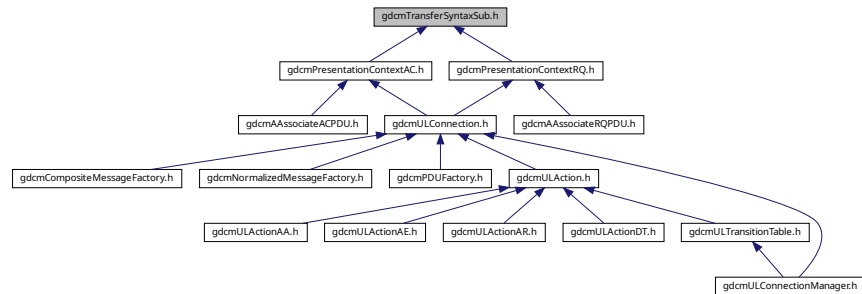 gdcmTransferSyntaxSub.h
gdcmPresentationContextAC.h
gdcmPresentationContextRQ.h
gdcmAAssociateACPDU.h
gdcmULConnection.h
gdcmAAssociateRQPDU.h
gdcmCompositeMessageFactory.h
gdcmNormalizedMessageFactory.h
gdcmPDUFactory.h
gdcmULAction.h
gdcmULActionAA.h
gdcmULActionAE.h
gdcmULActionAR.h
gdcmULActionDT.h
gdcmULTransitionTable.h
gdcmULConnectionManager.h